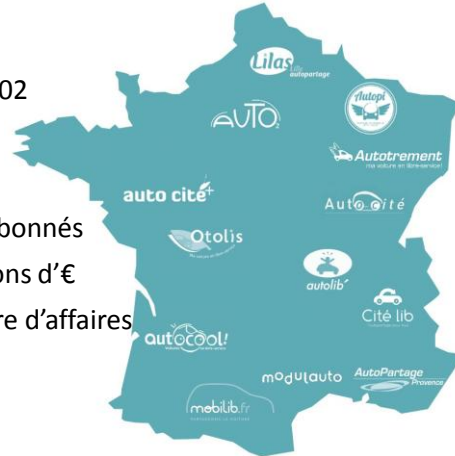 02
bonnés
ons d'€
re d'affaires
Lilas
autopartage
AUTO
Autopi
Autotrement
ma voiture en libre-service!
auto cité+
Auto cité
Otolis
autolib'
Cité lib
autocool!
modulauto
AutoPartage
Provence
mobilib.fr